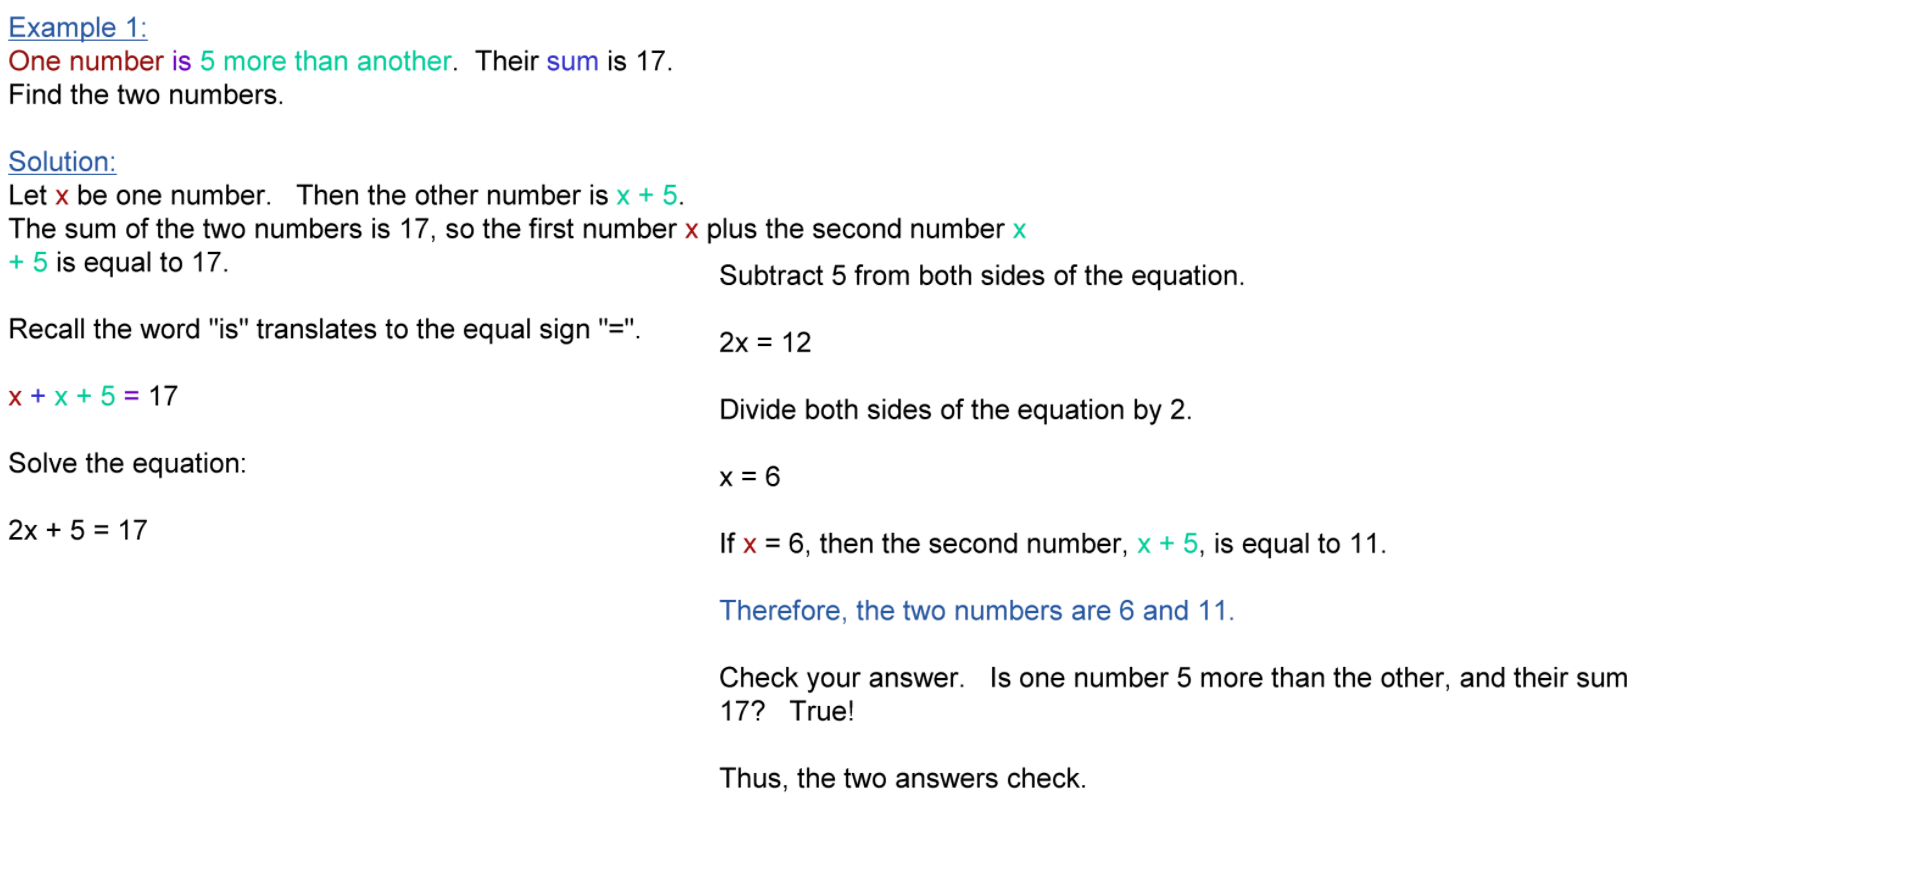 Example 1:
One number is 5 more than another.  Their sum is 17.
Find the two numbers.
Solution:
Let x be one number.   Then the other number is x + 5.
The sum of the two numbers is 17, so the first number x plus the second number x
+ 5 is equal to 17.
Recall the word "is" translates to the equal sign "=".
x + x + 5 = 17
Solve the equation:
2x + 5 = 17
Subtract 5 from both sides of the equation.
2x = 12
Divide both sides of the equation by 2.
x = 6
If x = 6, then the second number, x + 5, is equal to 11.
Therefore, the two numbers are 6 and 11.
Check your answer.   Is one number 5 more than the other, and their sum
17?   True!
Thus, the two answers check.